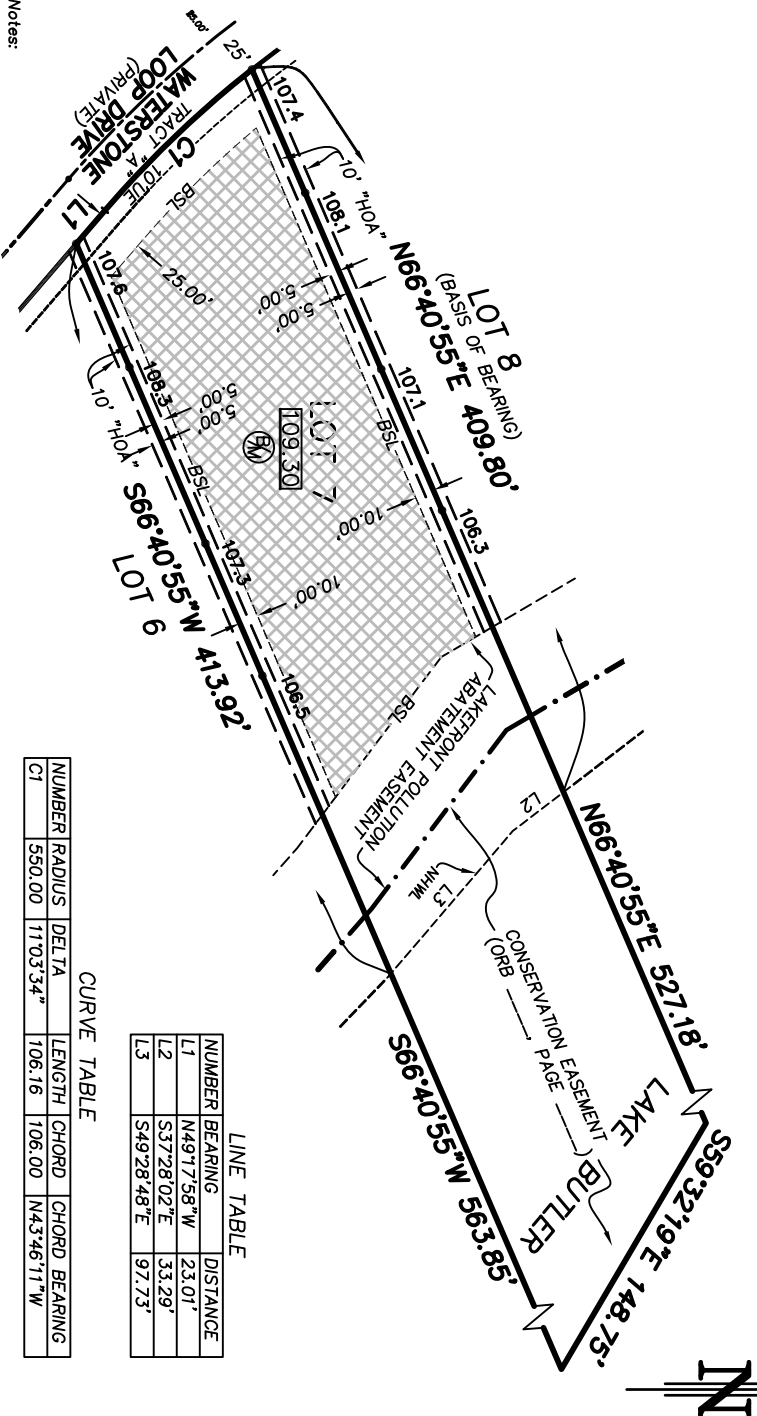 Notes:
25.00'
25'
WATERSTONE
LOOP DRIVE
(PRIVATE)
TRACT "A"
10'UE
C1
L1
BSL
25.00'
107.4
108.1
107.1
106.3
10' "HOA"
5.00'
5.00'
BSL
10.00'
LOT 8
(BASIS OF BEARING)
N66°40'55"E 409.80'
LOT 7
109.30
BM
107.6
108.3
107.3
106.5
10' "HOA"
5.00'
5.00'
BSL
10.00'
S66°40'55"W 413.92'
LOT 6
BSL
LAKEFRONT POLLUTION
ABATEMENT EASEMENT
L2
L3
NHWL
N66°40'55"E 527.18'
CONSERVATION EASEMENT
(ORB ______, PAGE ______)
LAKE BUTLER
S66°40'55"W 563.85'
S59°32'19"E 148.75'
N
LINE TABLE
NUMBER BEARING DISTANCE
L1 N49°17'58"W 23.01'
L2 S37°28'02"E 33.29'
L3 S49°28'48"E 97.73'
CURVE TABLE
NUMBER RADIUS DELTA LENGTH CHORD CHORD BEARING
C1 550.00 11°03'34" 106.16 106.00 N43°46'11"W